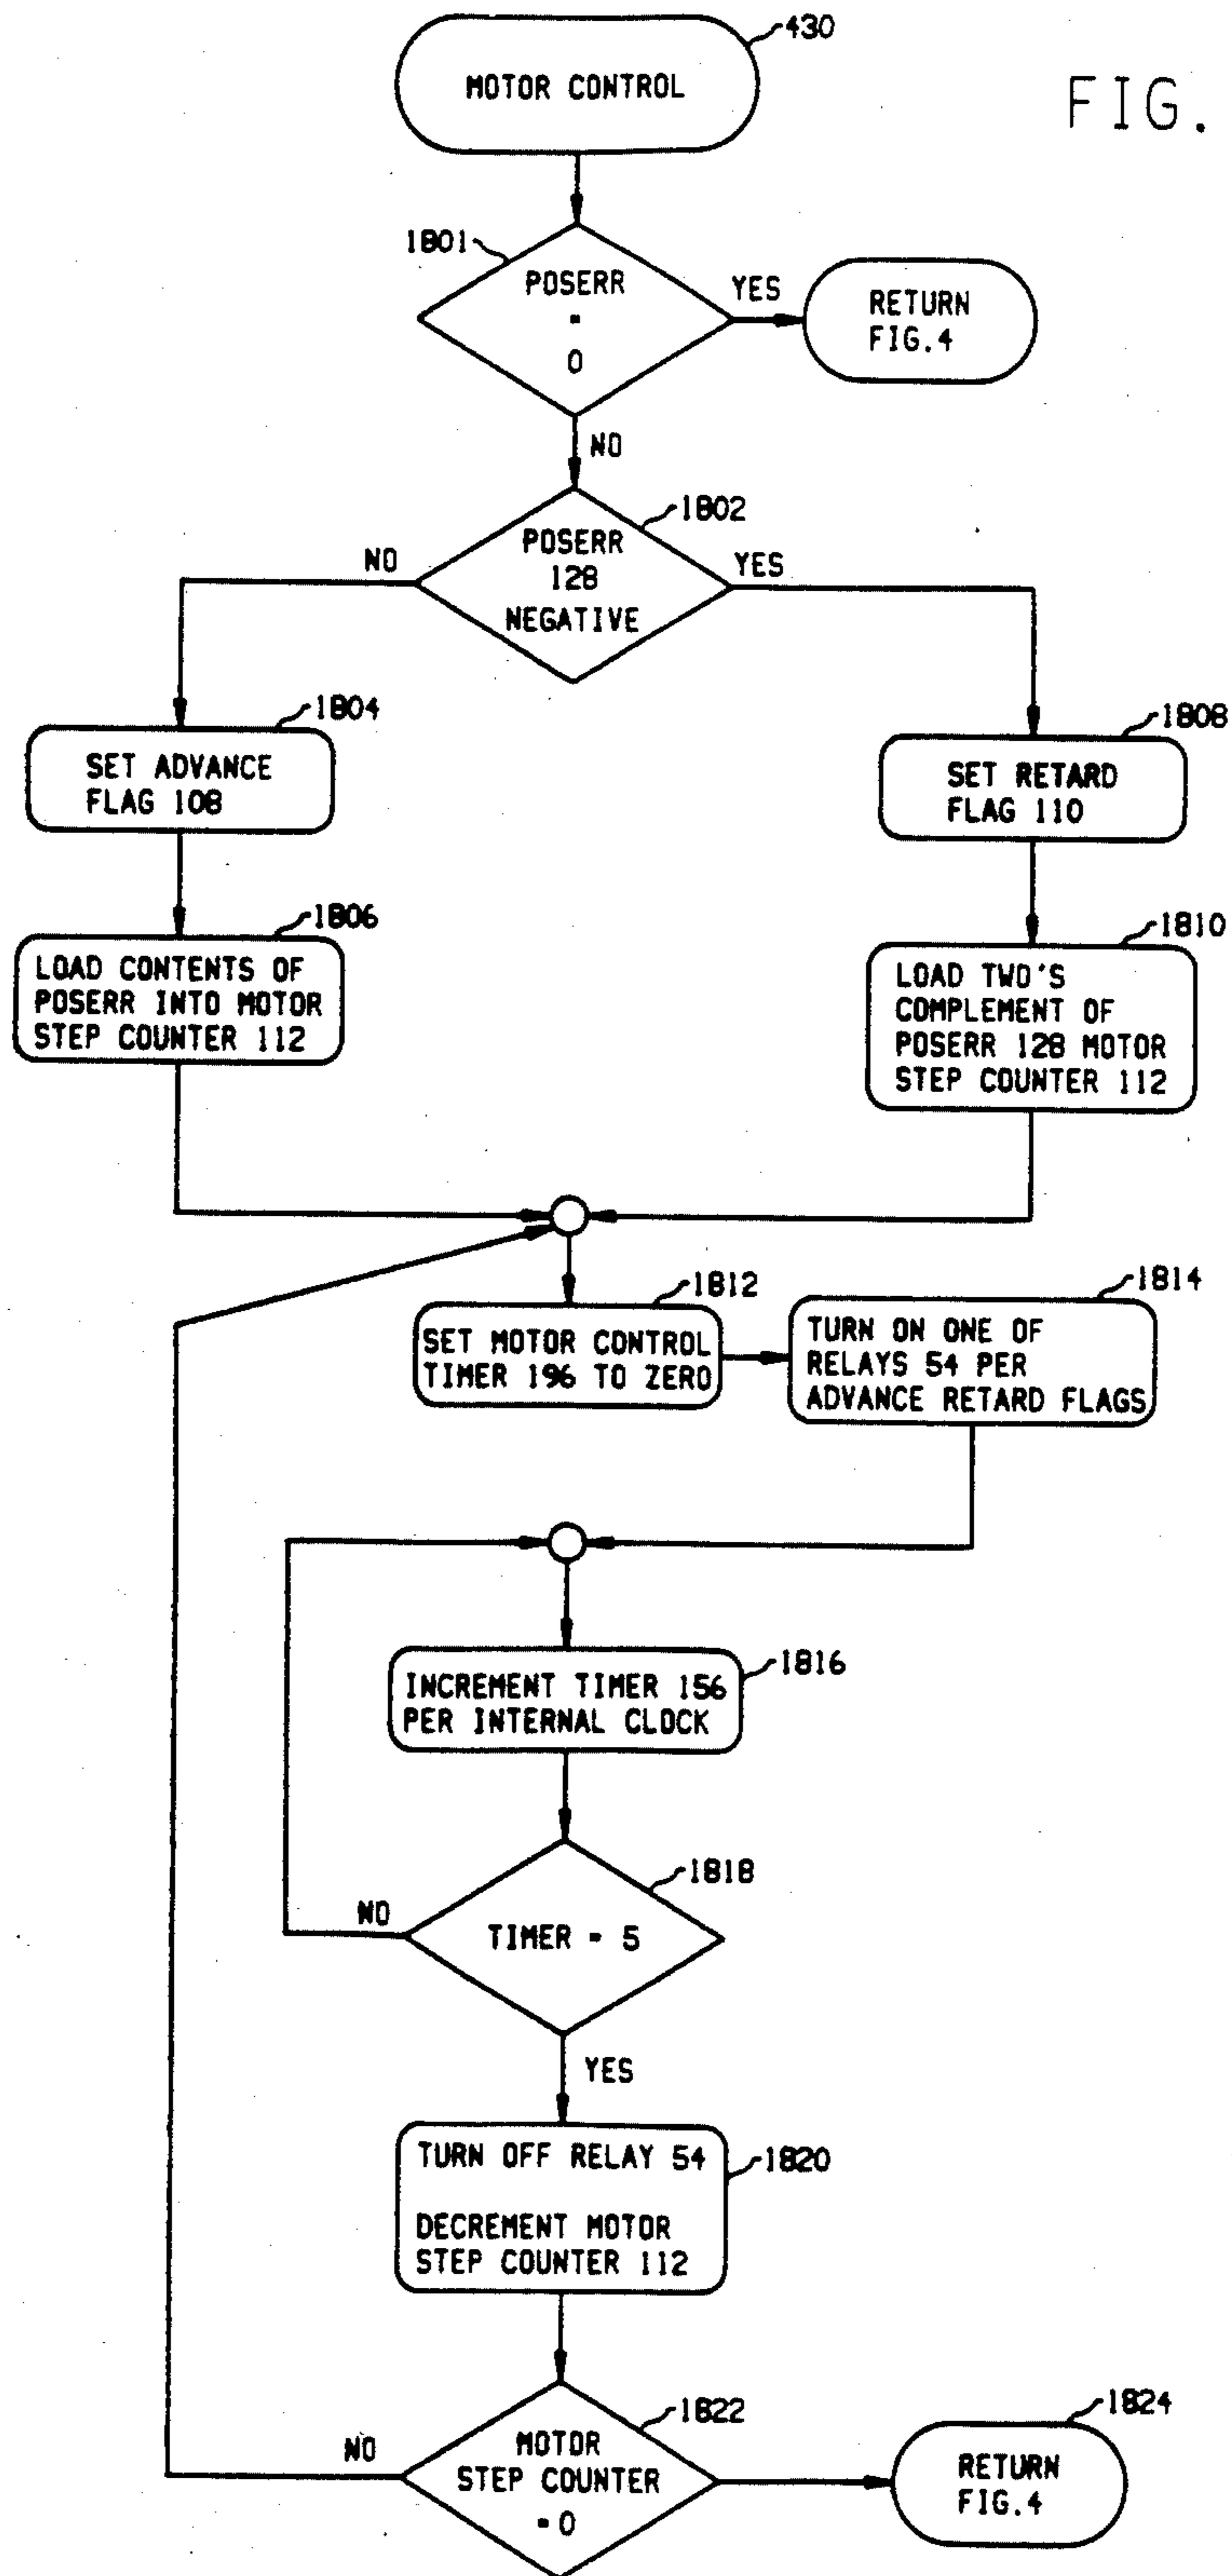 430
MOTOR CONTROL
FIG.
1801
POSERR
=
0
YES
RETURN
FIG.4
NO
1802
POSERR
128
NEGATIVE
NO
YES
1804
SET ADVANCE
FLAG 108
1808
SET RETARD
FLAG 110
1806
LOAD CONTENTS OF
POSERR INTO MOTOR
STEP COUNTER 112
1810
LOAD TWO'S
COMPLEMENT OF
POSERR 128 MOTOR
STEP COUNTER 112
1812
SET MOTOR CONTROL
TIMER 196 TO ZERO
1814
TURN ON ONE OF
RELAYS 54 PER
ADVANCE RETARD FLAGS
1816
INCREMENT TIMER 156
PER INTERNAL CLOCK
1818
TIMER = 5
NO
YES
1820
TURN OFF RELAY 54
DECREMENT MOTOR
STEP COUNTER 112
1822
MOTOR
STEP COUNTER
= 0
NO
1824
RETURN
FIG.4